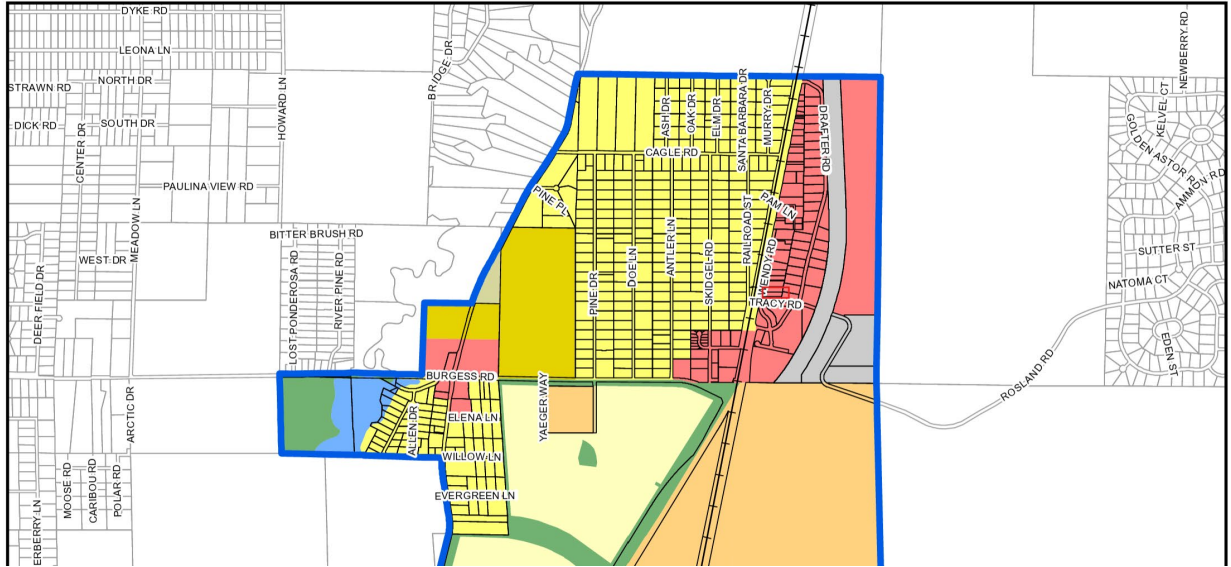 DYKE RD
LEONA LN
STRAWN RD
NORTH DR
DICK RD
SOUTH DR
CENTER DR
HOWARD LN
PAULINA VIEW RD
MEADOW LN
BITTER BRUSH RD
WEST DR
DEER FIELD DR
LOST PONDEROSA RD
RIVER PINE RD
BRIDGE DR
ASH DR
OAK DR
ELM DR
SANTA BARBARA DR
MURRY DR
DRAFTER RD
CAGLE RD
PINE PL
PAM LN
PINE DR
DOE LN
ANTLER LN
SKIDGEL RD
RAILROAD ST
WENDY RD
TRACY RD
BURGESS RD
YAEGER WAY
ALLEN DR
ELENA LN
WILLOW LN
EVERGREEN LN
ARCTIC DR
MOOSE RD
CARIBOU RD
POLAR RD
ERBERRY LN
NEWBERRY RD
KELVEL CT
GOLDEN ASTOR R
AMMON RD
SUTTER ST
NATOMA CT
EDEN ST
ROSLAND RD